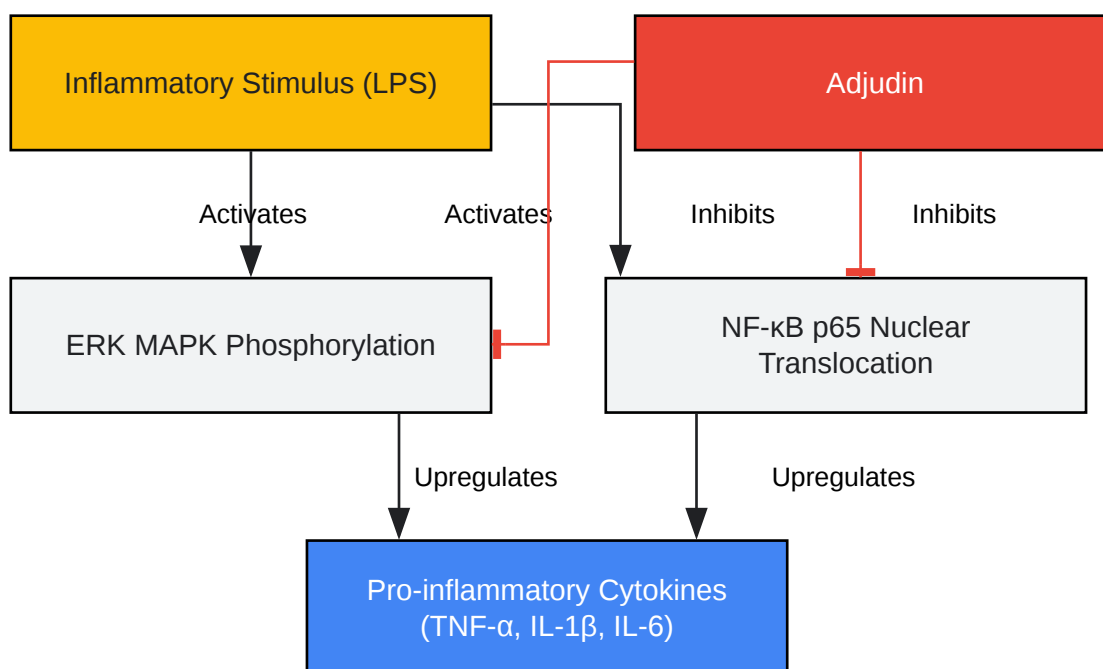 Inflammatory Stimulus (LPS)
Adjudin
Activates
Activates
Inhibits
Inhibits
ERK MAPK Phosphorylation
NF-κB p65 Nuclear
Translocation
Upregulates
Upregulates
Pro-inflammatory Cytokines
(TNF-α, IL-1β, IL-6)